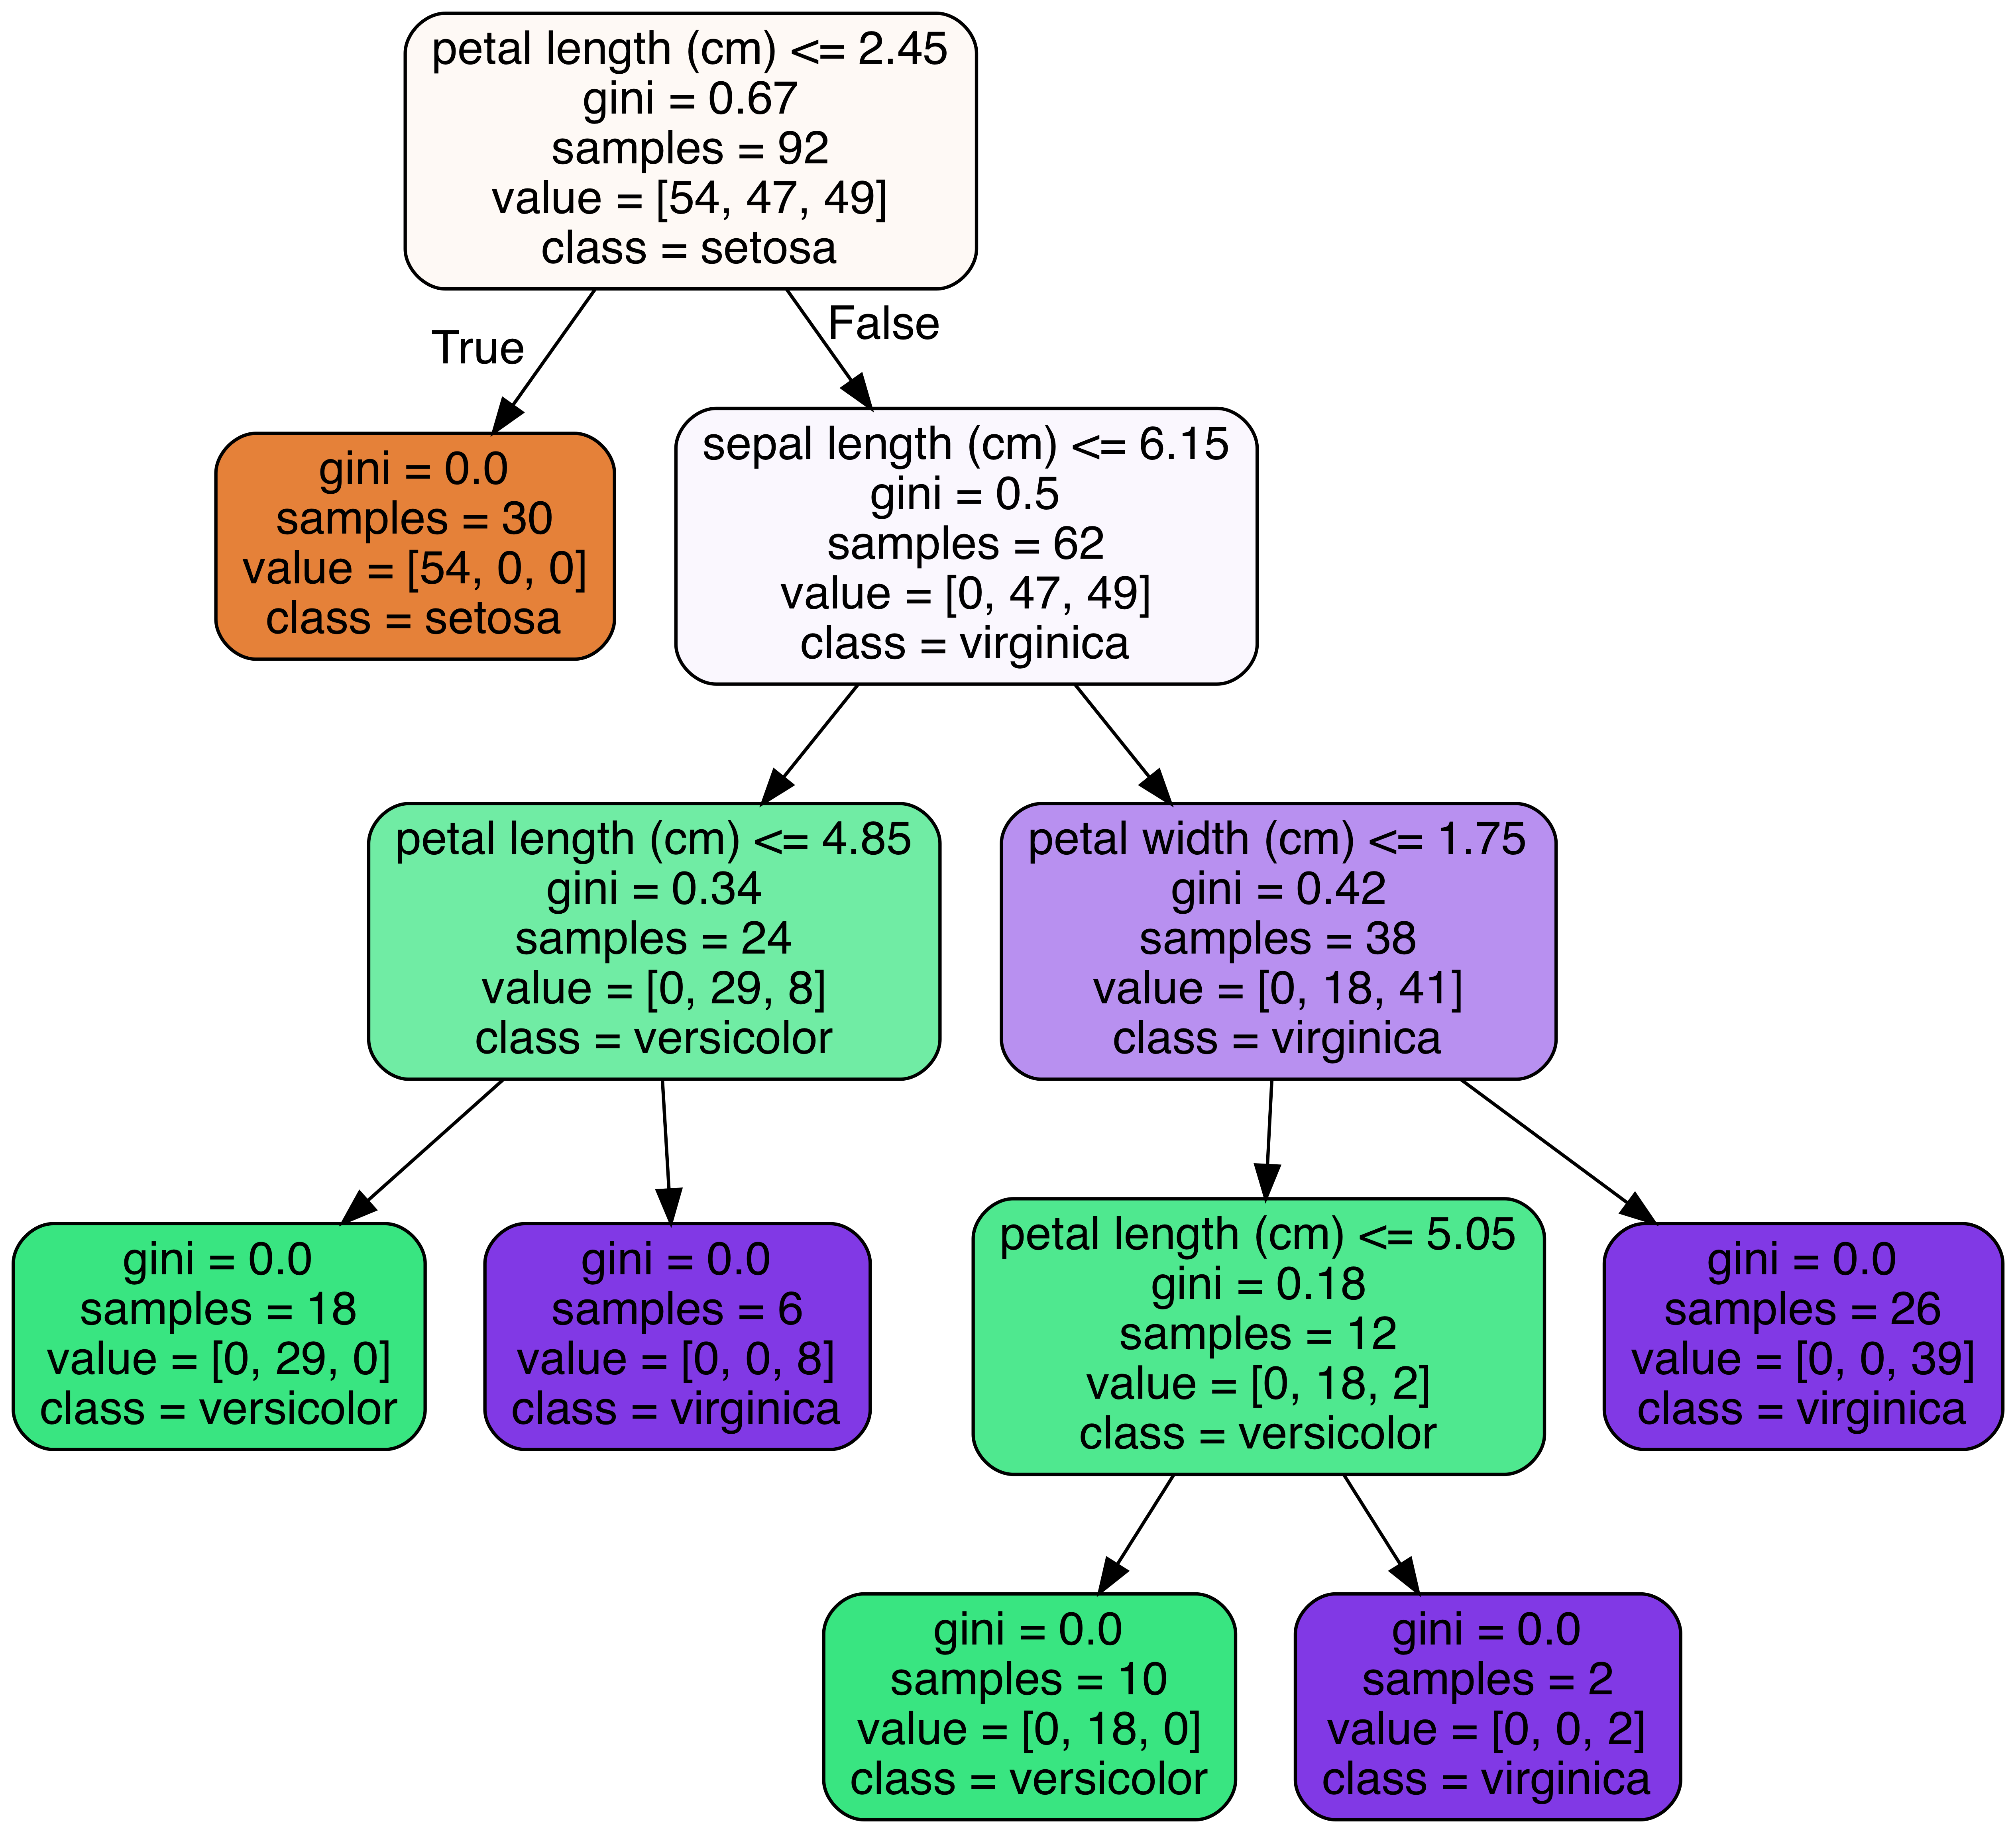 petal length (cm) <= 2.45
gini = 0.67
samples = 92
value = [54, 47, 49]
class = setosa
True
False
gini = 0.0
samples = 30
value = [54, 0, 0]
class = setosa
sepal length (cm) <= 6.15
gini = 0.5
samples = 62
value = [0, 47, 49]
class = virginica
petal length (cm) <= 4.85
gini = 0.34
samples = 24
value = [0, 29, 8]
class = versicolor
petal width (cm) <= 1.75
gini = 0.42
samples = 38
value = [0, 18, 41]
class = virginica
gini = 0.0
samples = 18
value = [0, 29, 0]
class = versicolor
gini = 0.0
samples = 6
value = [0, 0, 8]
class = virginica
petal length (cm) <= 5.05
gini = 0.18
samples = 12
value = [0, 18, 2]
class = versicolor
gini = 0.0
samples = 26
value = [0, 0, 39]
class = virginica
gini = 0.0
samples = 10
value = [0, 18, 0]
class = versicolor
gini = 0.0
samples = 2
value = [0, 0, 2]
class = virginica